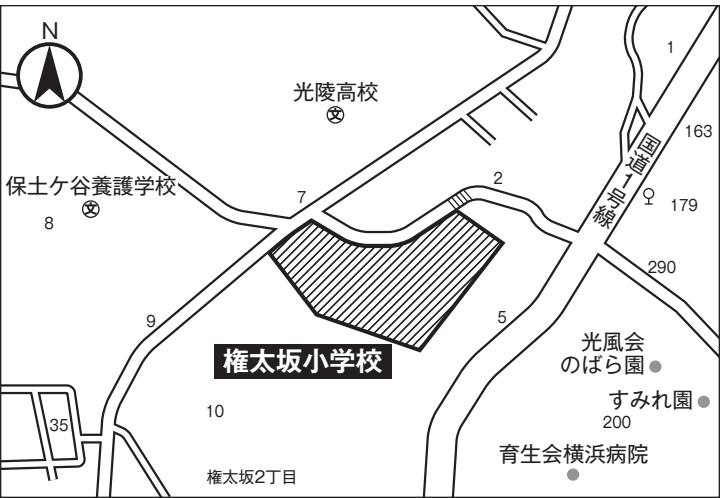 N
1
光陵高校
文
163
国道1号線
保土ケ谷養護学校
文
7
2
179
8
290
9
5
光風会
のばら園
権太坂小学校
すみれ園
10
200
35
育生会横浜病院
権太坂2丁目